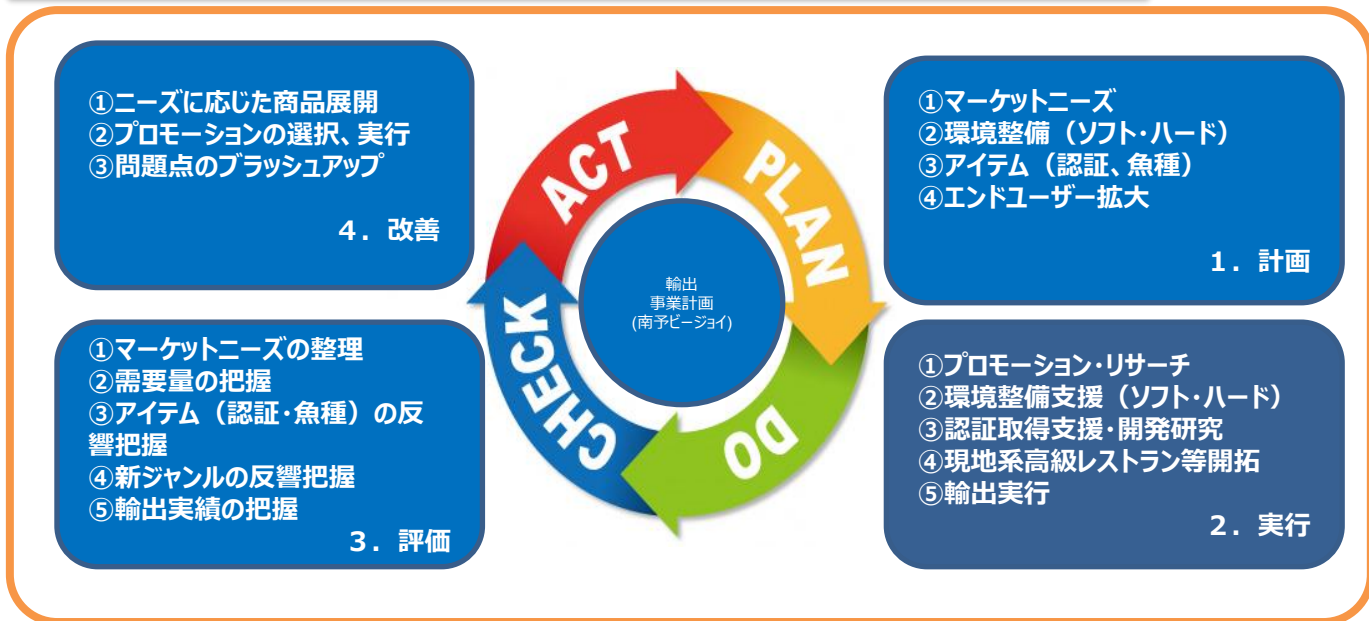 ①ニーズに応じた商品展開
②プロモーションの選択、実行
③問題点のブラッシュアップ
４．改善
①マーケットニーズ
②環境整備（ソフト・ハード）
③アイテム（認証、魚種）
④エンドユーザー拡大
１．計画
ACT
PLAN
輸出
事業計画
(南予ビージョイ)
CHECK
DO
①マーケットニーズの整理
②需要量の把握
③アイテム（認証・魚種）の反
響把握
④新ジャンルの反響把握
⑤輸出実績の把握
３．評価
①プロモーション・リサーチ
②環境整備支援（ソフト・ハード）
③認証取得支援・開発研究
④現地系高級レストラン等開拓
⑤輸出実行
２．実行